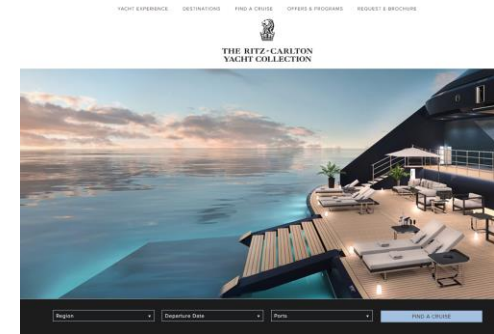 YACHT EXPERIENCE DESTINATIONS FIND A CRUISE OFFERS & PROGRAMS REQUEST E-BROCHURE
THE RITZ-CARLTON
YACHT COLLECTION
Region Departure Date Ports FIND A CRUISE